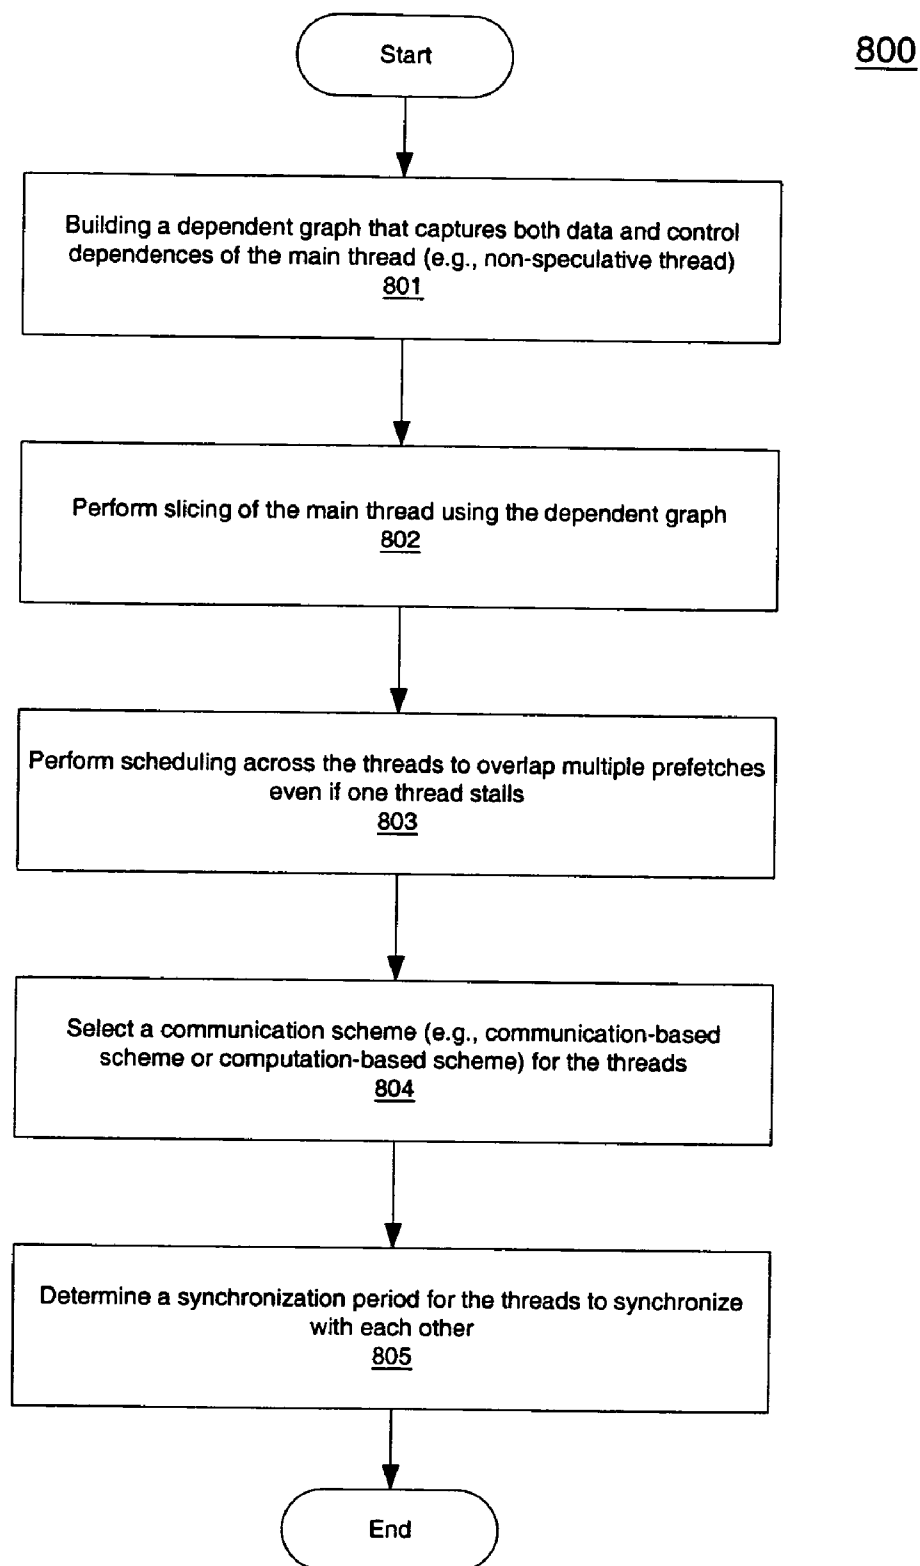 Start
800
Building a dependent graph that captures both data and control
dependences of the main thread (e.g., non-speculative thread)
801
Perform slicing of the main thread using the dependent graph
802
Perform scheduling across the threads to overlap multiple prefetches
even if one thread stalls
803
Select a communication scheme (e.g., communication-based
scheme or computation-based scheme) for the threads
804
Determine a synchronization period for the threads to synchronize
with each other
805
End